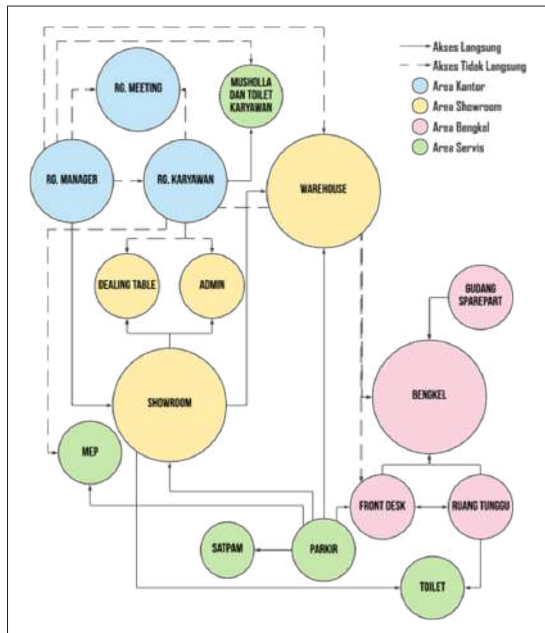 Akses Langsung
Akses Tidak Langsung
Area Kantor
Area Showroom
Area Bengkel
Area Servis
RG. MEETING
MUSHOLLA
DAN TOILET
KARYAWAN
RG. MANAGER
RG. KARYAWAN
WAREHOUSE
DEALING TABLE
ADMIN
GUDANG
SPAREPART
BENGKEL
SHOWROOM
MEP
FRONT DESK
RUANG TUNGGU
SATPAM
PARKIR
TOILET